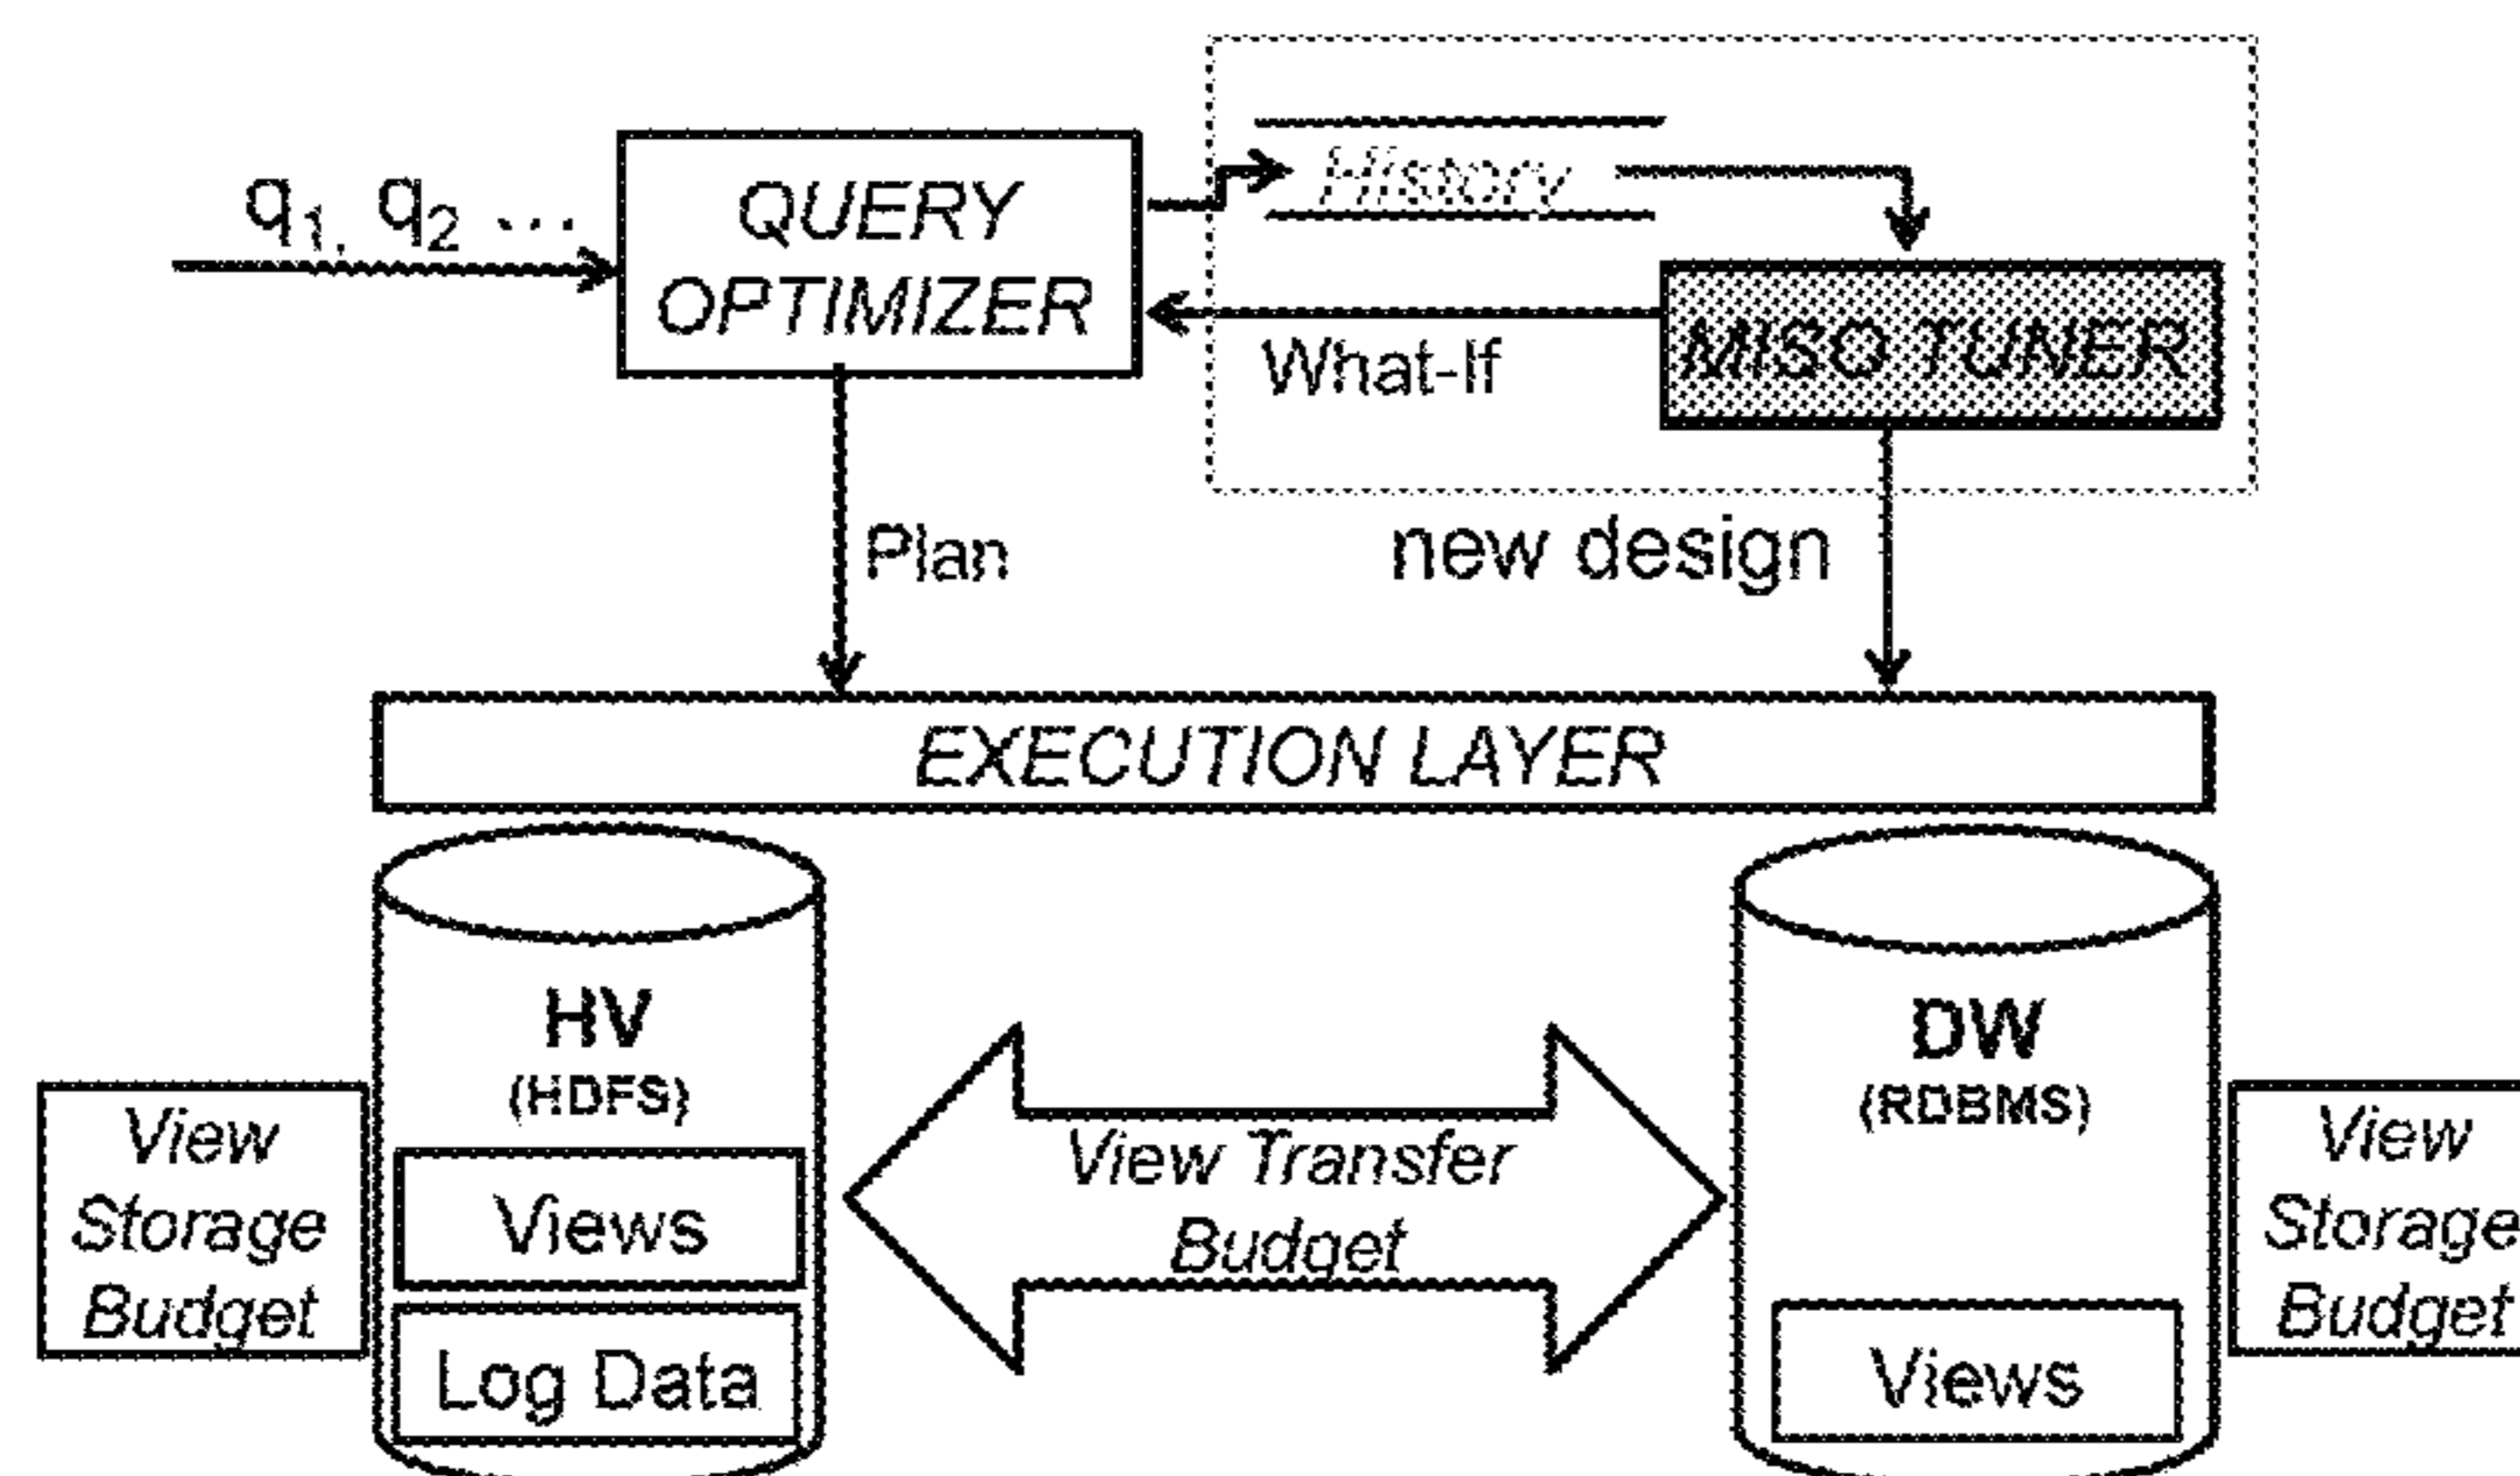 q1, q2 ...
QUERY
OPTIMIZER
History
What-If
MISO TUNER
Plan
new design
EXECUTION LAYER
HV
(HDFS)
Views
Log Data
View
Storage
Budget
View Transfer
Budget
DW
(RDBMS)
Views
View
Storage
Budget